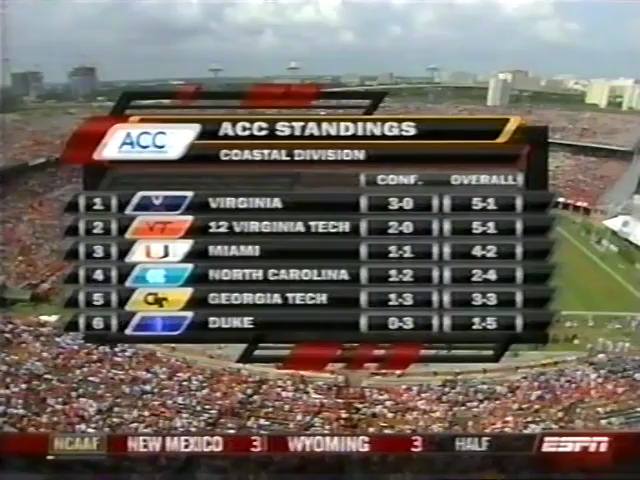 ACC ACC STANDINGS
COASTAL DIVISION
CONF. OVERALL
1 V VIRGINIA 3-0 5-1
2 VT 12 VIRGINIA TECH 2-0 5-1
3 U MIAMI 1-1 4-2
4 NC NORTH CAROLINA 1-2 2-4
5 GT GEORGIA TECH 1-3 3-3
6 DUKE 0-3 1-5
NCAAF NEW MEXICO 3 WYOMING 3 HALF ESPN